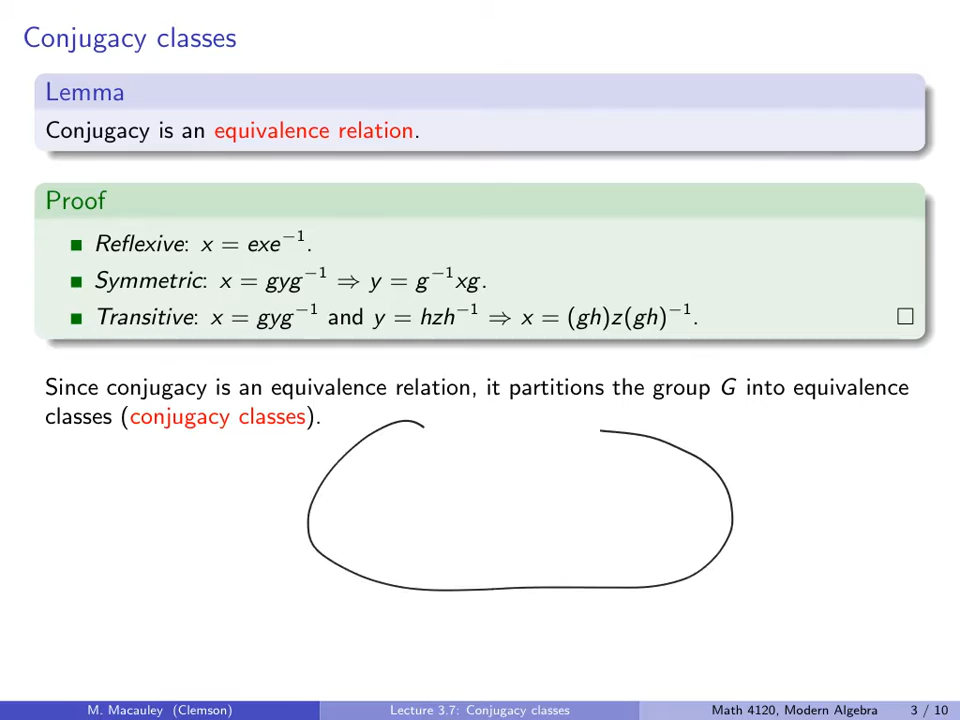 Conjugacy classes
Lemma
Conjugacy is an equivalence relation.
Proof
■ Reflexive: x = exe⁻¹.
■ Symmetric: x = gyg⁻¹ ⇒ y = g⁻¹xg.
■ Transitive: x = gyg⁻¹ and y = hzh⁻¹ ⇒ x = (gh)z(gh)⁻¹. □
Since conjugacy is an equivalence relation, it partitions the group G into equivalence
classes (conjugacy classes).
M. Macauley (Clemson) Lecture 3.7: Conjugacy classes Math 4120, Modern Algebra 3 / 10